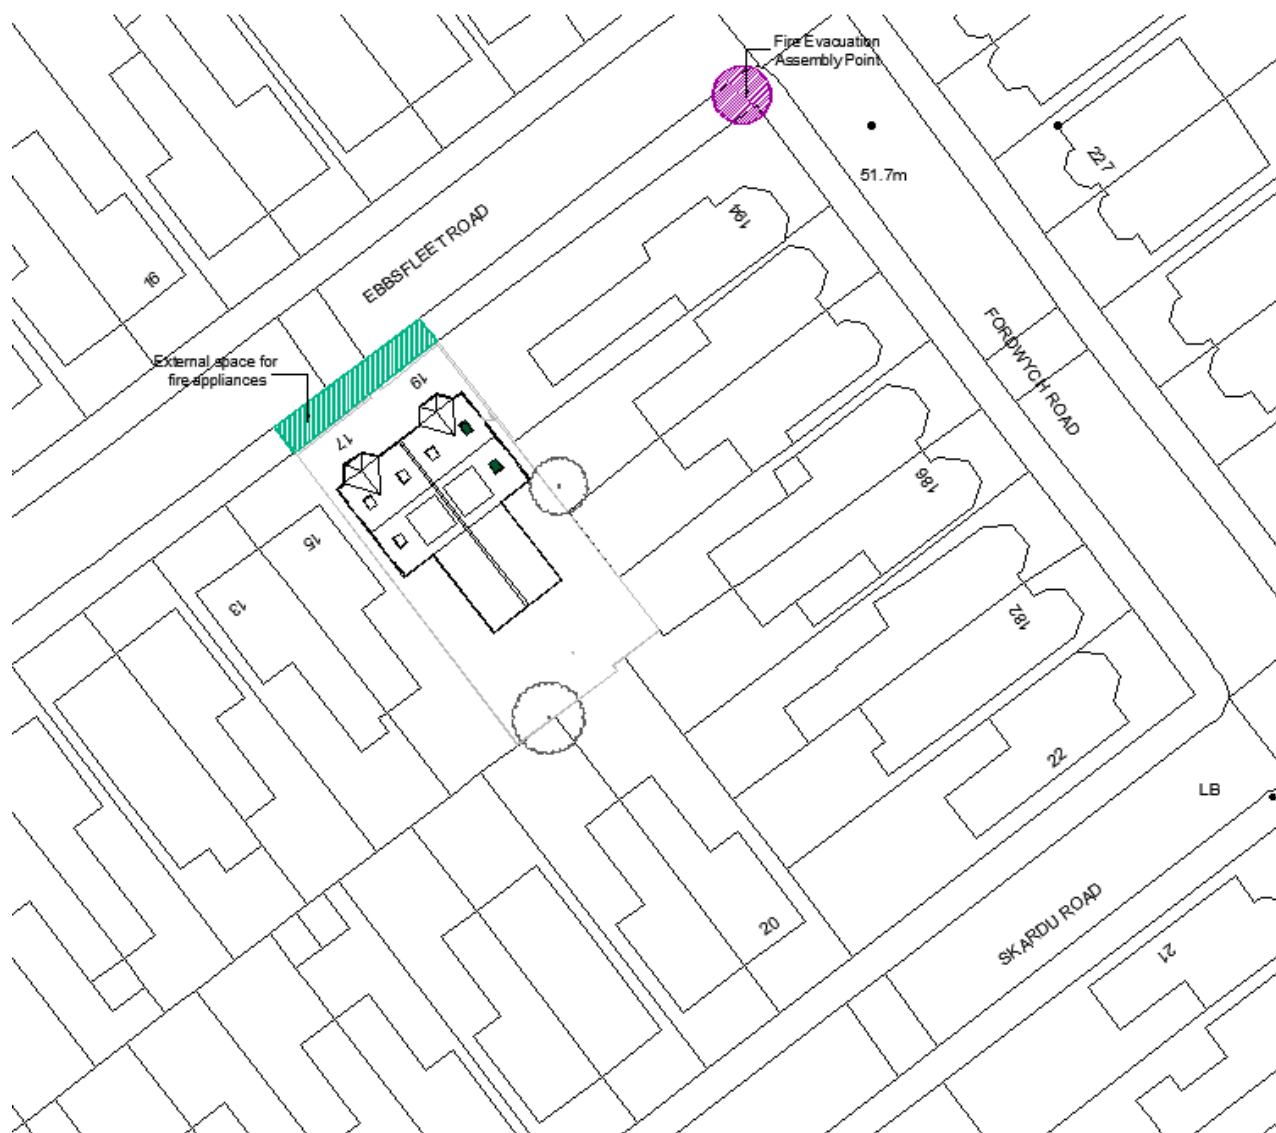 Fire Evacuation
Assembly Point
227
51.7m
194
EBBSFLEET ROAD
16
External space for
fire appliances
FORDWYCH ROAD
19
17
186
15
13
182
22
LB
SKARDU ROAD
20
21